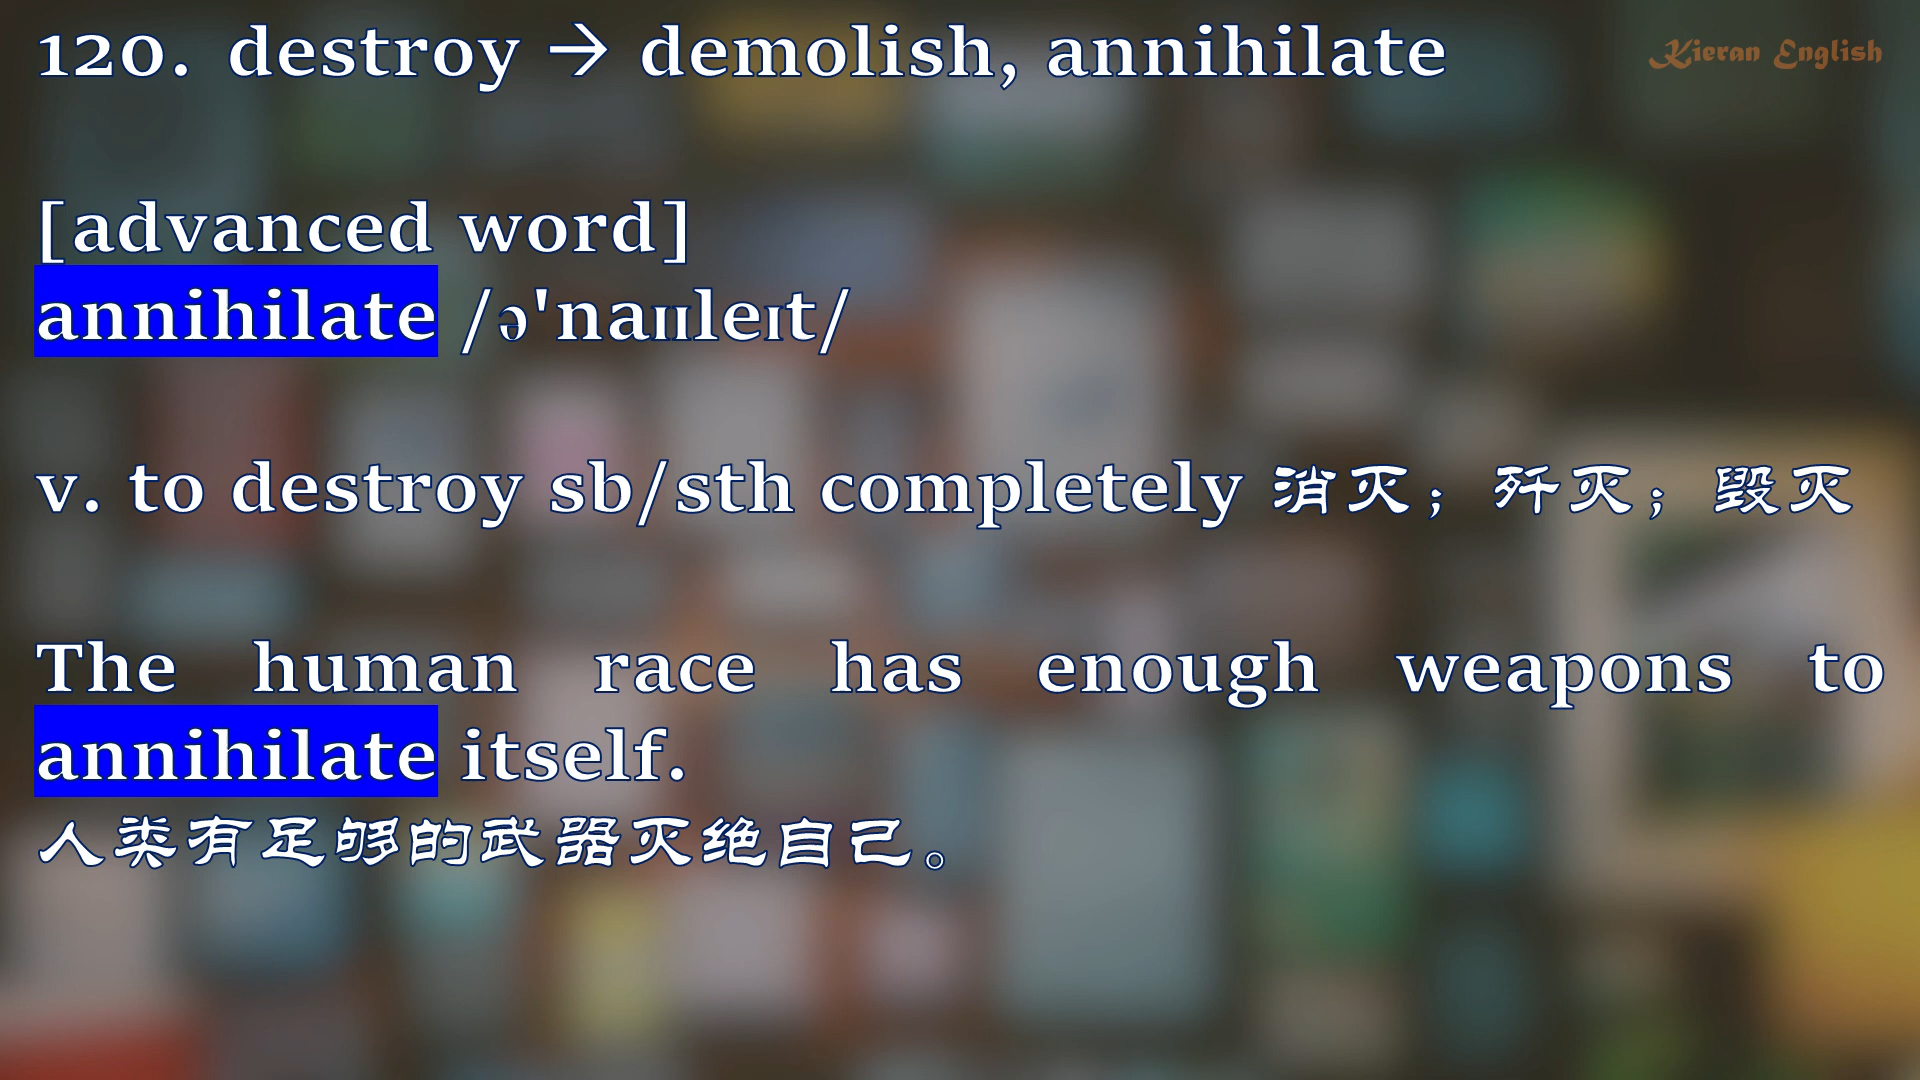 120. destroy → demolish, annihilate
Kieran English
[advanced word]
annihilate /ə'naɪɪleɪt/
v. to destroy sb/sth completely 消灭；歼灭；毁灭
The human race has enough weapons to
annihilate itself.
人类有足够的武器灭绝自己。